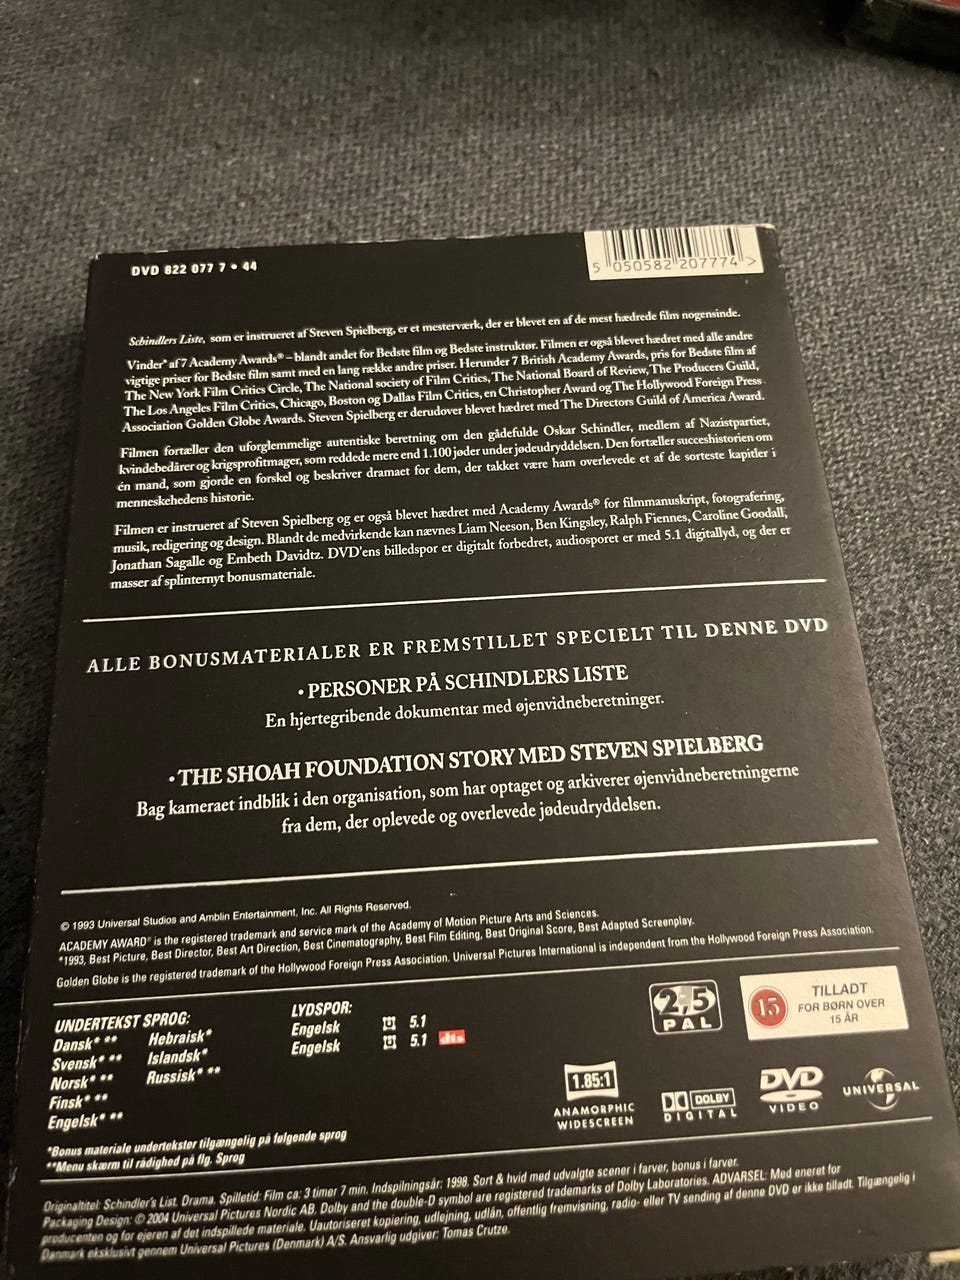 DVD 822 077 7 • 44
5 050582 207774 >
Schindlers Liste, som er instrueret af Steven Spielberg, er et mesterværk, der er blevet en af de mest hædrede film nogensinde.
Vinder* af 7 Academy Awards® – blandt andet for Bedste film og Bedste instruktør. Filmen er også blevet hædret med alle andre
vigtige priser for Bedste film samt med en lang række andre priser. Herunder 7 British Academy Awards, pris for Bedste film af
The New York Film Critics Circle, The National society of Film Critics, The National Board of Review, The Producers Guild,
The Los Angeles Film Critics, Chicago, Boston og Dallas Film Critics, en Christopher Award og The Hollywood Foreign Press
Association Golden Globe Awards. Steven Spielberg er derudover blevet hædret med The Directors Guild of America Award.
Filmen fortæller den uforglemmelige autentiske beretning om den gådefulde Oskar Schindler, medlem af Nazistpartiet,
kvindebedårer og krigsprofitmager, som reddede mere end 1.100 jøder under jødeudryddelsen. Den fortæller succeshistorien om
én mand, som gjorde en forskel og beskriver dramaet for dem, der takket være ham overlevede et af de sorteste kapitler i
menneskehedens historie.
Filmen er instrueret af Steven Spielberg og er også blevet hædret med Academy Awards® for filmmanuskript, fotografering,
musik, redigering og design. Blandt de medvirkende kan nævnes Liam Neeson, Ben Kingsley, Ralph Fiennes, Caroline Goodall,
Jonathan Sagalle og Embeth Davidtz. DVD'ens billedspor er digitalt forbedret, audiosporet er med 5.1 digitallyd, og der er
masser af splinternyt bonusmateriale.
ALLE BONUSMATERIALER ER FREMSTILLET SPECIELT TIL DENNE DVD
• PERSONER PÅ SCHINDLERS LISTE
En hjertegribende dokumentar med øjenvidneberetninger.
• THE SHOAH FOUNDATION STORY MED STEVEN SPIELBERG
Bag kameraet indblik i den organisation, som har optaget og arkiverer øjenvidneberetningerne
fra dem, der oplevede og overlevede jødeudryddelsen.
© 1993 Universal Studios and Amblin Entertainment, Inc. All Rights Reserved.
ACADEMY AWARD® is the registered trademark and service mark of the Academy of Motion Picture Arts and Sciences.
*1993, Best Picture, Best Director, Best Art Direction, Best Cinematography, Best Film Editing, Best Original Score, Best Adapted Screenplay.
Golden Globe is the registered trademark of the Hollywood Foreign Press Association. Universal Pictures International is independent from the Hollywood Foreign Press Association.
UNDERTEKST SPROG:
Dansk* ** Hebraisk*
Svensk* ** Islandsk*
Norsk* ** Russisk* **
Finsk* **
Engelsk* **
LYDSPOR:
Engelsk 5.1
Engelsk 5.1 dts
2,5
PAL
15
TILLADT
FOR BØRN OVER
15 ÅR
1.85:1
ANAMORPHIC
WIDESCREEN
DOLBY
DIGITAL
DVD
VIDEO
UNIVERSAL
*Bonus materiale undertekster tilgængelig på følgende sprog
**Menu skærm til rådighed på flg. Sprog
Originaltitel: Schindler's List. Drama. Spilletid: Film ca: 3 timer 7 min. Indspilningsår: 1998. Sort & hvid med udvalgte scener i farver, bonus i farver.
Packaging Design: © 2004 Universal Pictures Nordic AB. Dolby and the double-D symbol are registered trademarks of Dolby Laboratories. ADVARSEL: Med eneret for
producenten og for ejeren af det indspillede materiale. Uautoriseret kopiering, udlejning, udlån, offentlig fremvisning, radio- eller TV sending af denne DVD er ikke tilladt. Tilgængelig i
Danmark eksklusivt gennem Universal Pictures (Denmark) A/S. Ansvarlig udgiver: Tomas Crutze.